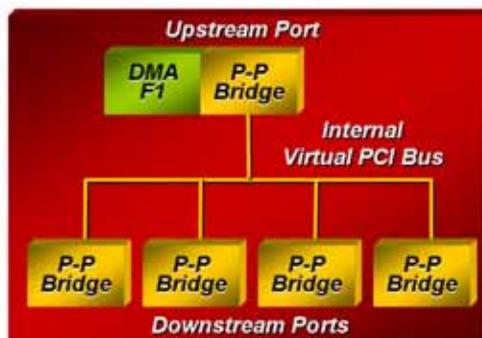 Upstream Port
DMA
F1
P-P
Bridge
Internal
Virtual PCI Bus
P-P
Bridge
P-P
Bridge
P-P
Bridge
P-P
Bridge
Downstream Ports